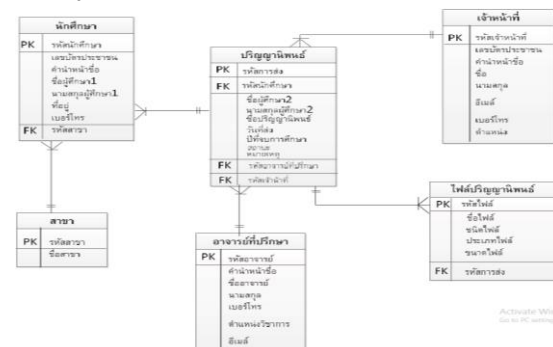 นักศึกษา
PK รหัสนักศึกษา
เลขบัตรประชาชน
คำนำหน้าชื่อ
ชื่อผู้ศึกษา1
นามสกุลผู้ศึกษา1
ที่อยู่
เบอร์โทร
FK รหัสสาขา
สาขา
PK รหัสสาขา
ชื่อสาขา
ปริญญานิพนธ์
PK รหัสการส่ง
FK รหัสนักศึกษา
ชื่อผู้ศึกษา2
นามสกุลผู้ศึกษา2
ชื่อปริญญานิพนธ์
วันที่ส่ง
ปีที่จบการศึกษา
สถานะ
หมายเหตุ
FK รหัสอาจารย์ที่ปรึกษา
FK รหัสเจ้าหน้าที่
อาจารย์ที่ปรึกษา
PK รหัสอาจารย์
คำนำหน้าชื่อ
ชื่ออาจารย์
นามสกุล
เบอร์โทร
ตำแหน่งวิชาการ
อีเมล์
เจ้าหน้าที่
PK รหัสเจ้าหน้าที่
เลขบัตรประชาชน
คำนำหน้าชื่อ
ชื่อ
นามสกุล
อีเมล์
เบอร์โทร
ตำแหน่ง
ไฟล์ปริญญานิพนธ์
PK รหัสไฟล์
ชื่อไฟล์
ชนิดไฟล์
ประเภทไฟล์
ขนาดไฟล์
FK รหัสการส่ง
Activate Win
Go to PC setting